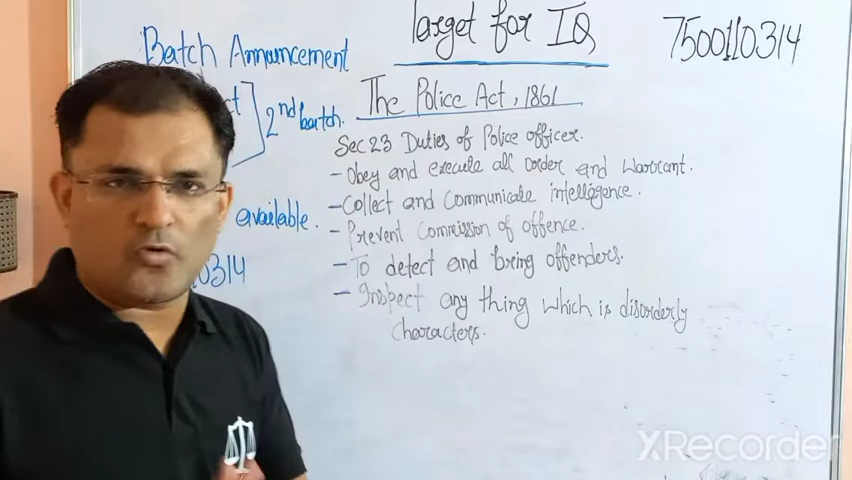 Target for IQ
7500110314
Batch Announcement
2nd batch.
available.
0314
The Police Act, 1861
Sec 23 Duties of Police officer.
- Obey and execute all order and warrant.
- Collect and communicate intelligence.
- Prevent Commission of offence.
- To detect and bring offenders.
- Inspect any thing which is disorderly
characters.
XRecorder